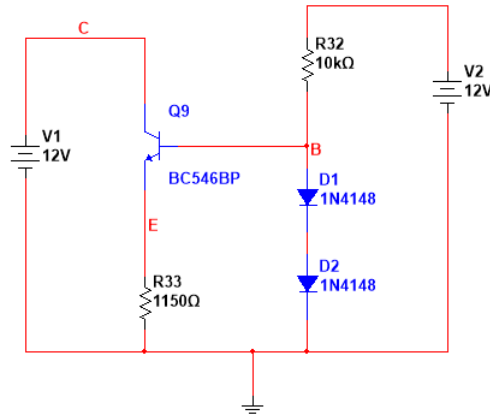 C
R32
10kΩ
V2
12V
Q9
V1
12V
B
BC546BP
D1
1N4148
E
D2
1N4148
R33
1150Ω